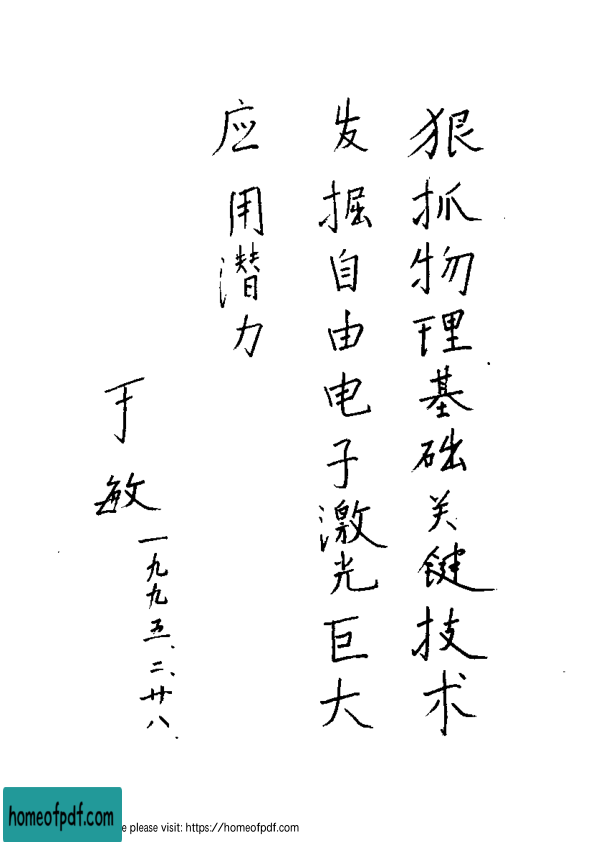 狠抓物理基础关键技术
发掘自由电子激光巨大
应用潜力
于敏
一九九五、二、廿八、
homeofpdf.com
e please visit: https://homeofpdf.com